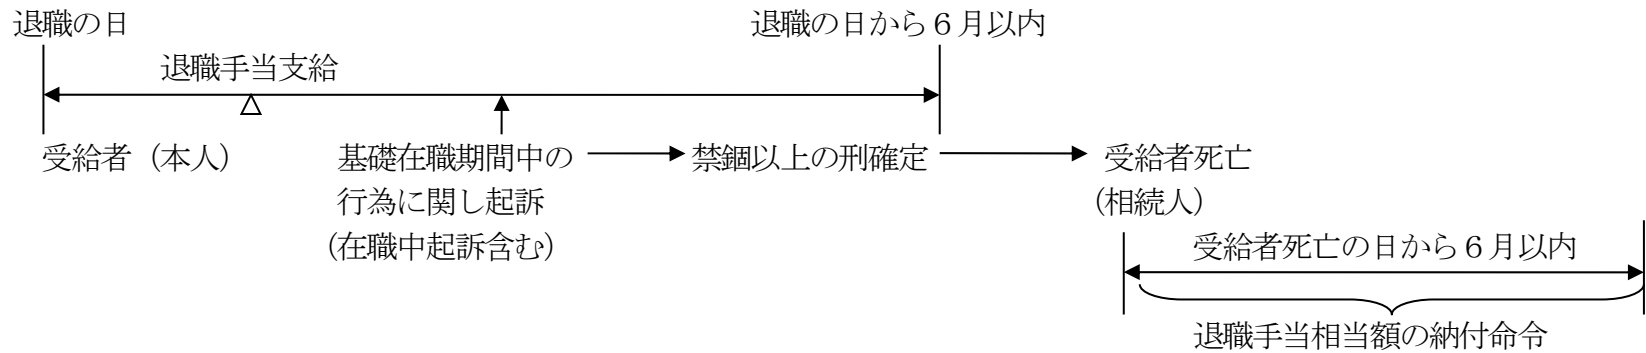 退職の日
退職の日から６月以内
退職手当支給
受給者（本人）
基礎在職期間中の
行為に関し起訴
（在職中起訴含む）
禁錮以上の刑確定
受給者死亡
（相続人）
受給者死亡の日から６月以内
退職手当相当額の納付命令